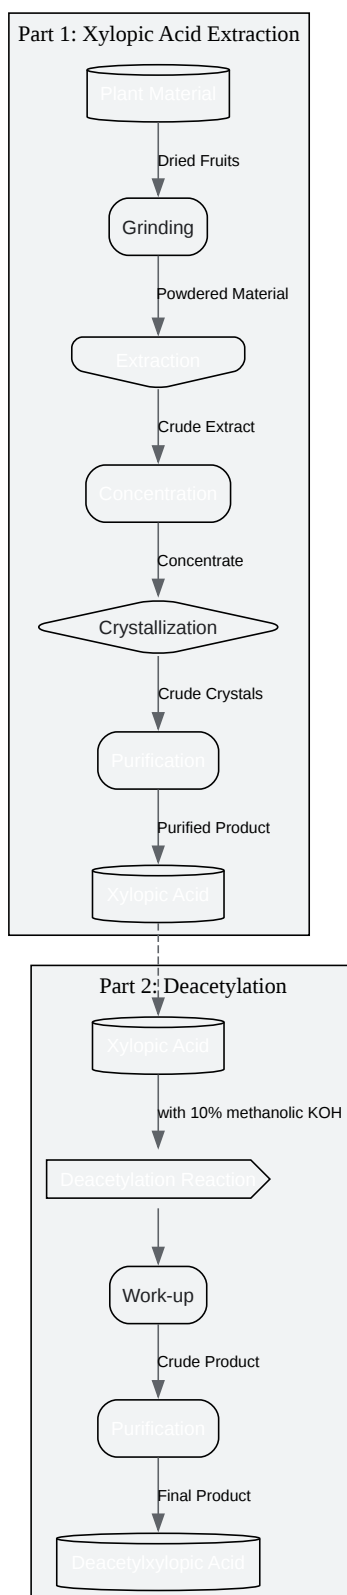 Part 1: Xylopic Acid Extraction
Plant Material
Dried Fruits
Grinding
Powdered Material
Extraction
Crude Extract
Concentration
Concentrate
Crystallization
Crude Crystals
Purification
Purified Product
Xylopic Acid
Part 2: Deacetylation
Xylopic Acid
with 10% methanolic KOH
Deacetylation Reaction
Work-up
Crude Product
Purification
Final Product
Deacetylxylopic Acid